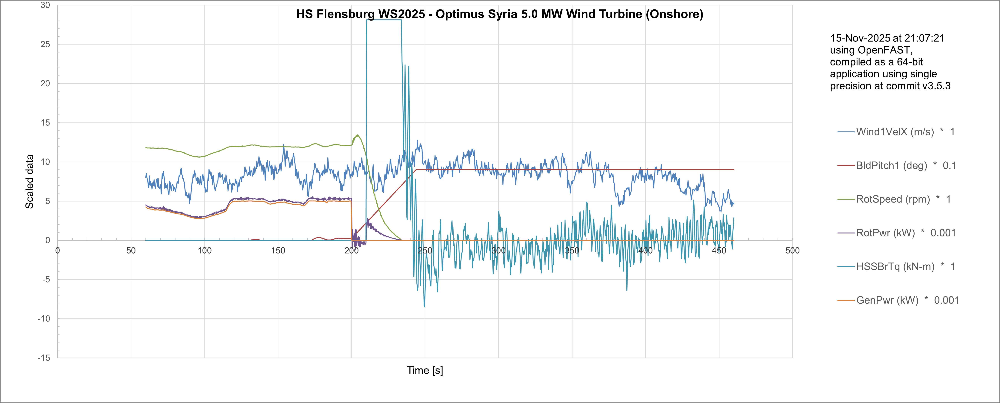 HS Flensburg WS2025 - Optimus Syria 5.0 MW Wind Turbine (Onshore)
30
25
20
15
10
5
0
-5
-10
-15
Scaled data
0 50 100 150 200 250 300 350 400 450 500
Time [s]
15-Nov-2025 at 21:07:21
using OpenFAST,
compiled as a 64-bit
application using single
precision at commit v3.5.3
Wind1VelX (m/s) * 1
BldPitch1 (deg) * 0.1
RotSpeed (rpm) * 1
RotPwr (kW) * 0.001
HSSBrTq (kN-m) * 1
GenPwr (kW) * 0.001